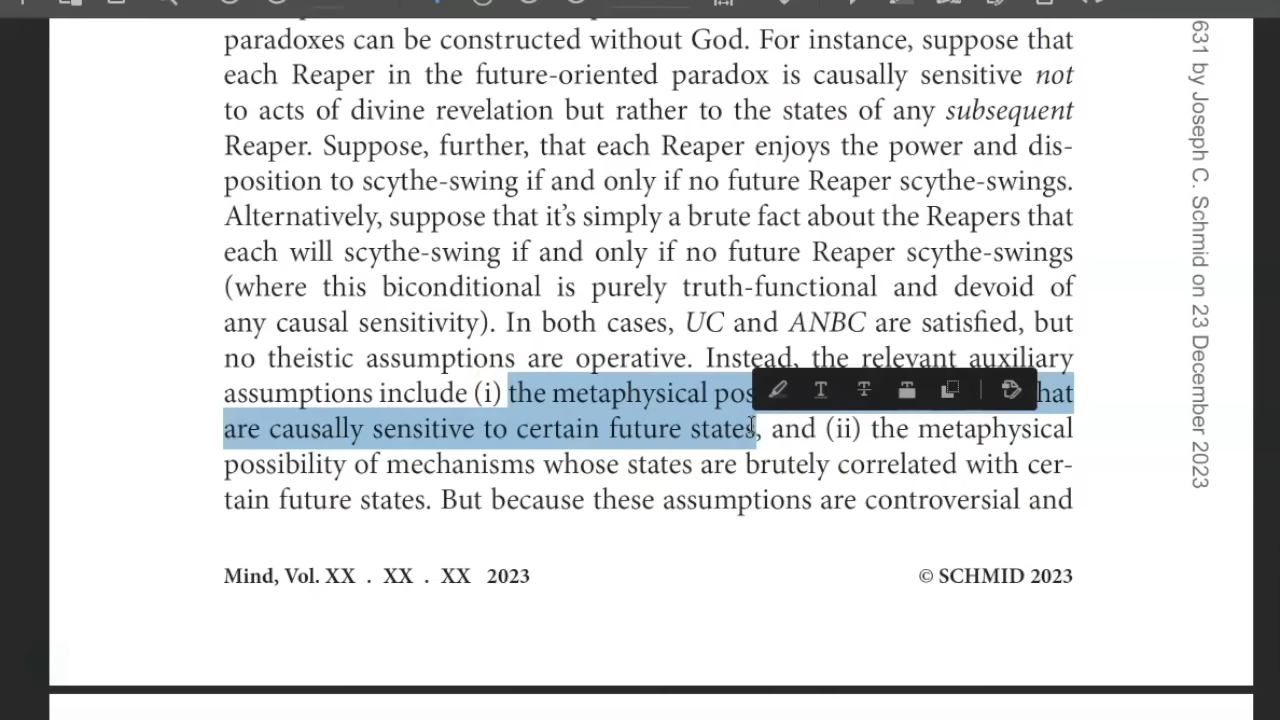 paradoxes can be constructed without God. For instance, suppose that
each Reaper in the future-oriented paradox is causally sensitive not
to acts of divine revelation but rather to the states of any subsequent
Reaper. Suppose, further, that each Reaper enjoys the power and dis-
position to scythe-swing if and only if no future Reaper scythe-swings.
Alternatively, suppose that it's simply a brute fact about the Reapers that
each will scythe-swing if and only if no future Reaper scythe-swings
(where this biconditional is purely truth-functional and devoid of
any causal sensitivity). In both cases, UC and ANBC are satisfied, but
no theistic assumptions are operative. Instead, the relevant auxiliary
assumptions include (i) the metaphysical
are causally sensitive to certain future states, and (ii) the metaphysical
possibility of mechanisms whose states are brutely correlated with cer-
tain future states. But because these assumptions are controversial and
Mind, Vol. XX . XX . XX 2023
© SCHMID 2023
631 by Joseph C. Schmid on 23 December 2023